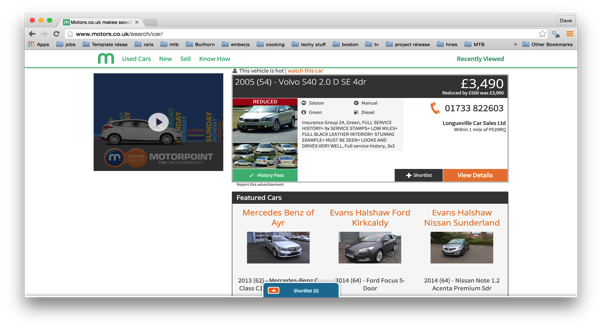 Motors.co.uk makes sear
Dave
www.motors.co.uk/search/car/
Apps jobs Template Ideas rails mtb Bullhorn emberjs cooking techy stuff boston tv project release hires MTB » Other Bookmarks
m Used Cars New Sell Know How Recently Viewed
This vehicle is hot | watch this car
2005 (54) - Volvo S40 2.0 D SE 4dr
£3,490
Reduced by £500 was £3,990
REDUCED
Saloon Manual
Green Diesel
Insurance Group 24, Green, FULL SERVICE
HISTORY+ 9x SERVICE STAMPS+ LOW MILES+
FULL BLACK LEATHER INTERIOR+ STUNNIG
EXAMPLE+ MUST BE SEEN+ LOOKS AND
DRIVES VERY WELL, Full service history, 3x3
01733 822603
Longueville Car Sales Ltd
Within 1 mile of PE29RQ
SUNDAY
MOTORPOINT
THE CAR SUPERMARKET
History Pass
+ Shortlist
View Details
Report this advertisement
Featured Cars
Mercedes Benz of
Ayr
Evans Halshaw Ford
Kirkcaldy
Evans Halshaw
Nissan Sunderland
2013 (62) - Mercedes-Benz C
Class C1
2014 (64) - Ford Focus 5-
Door
2014 (64) - Nissan Note 1.2
Acenta Premium 5dr
Shortlist (0)